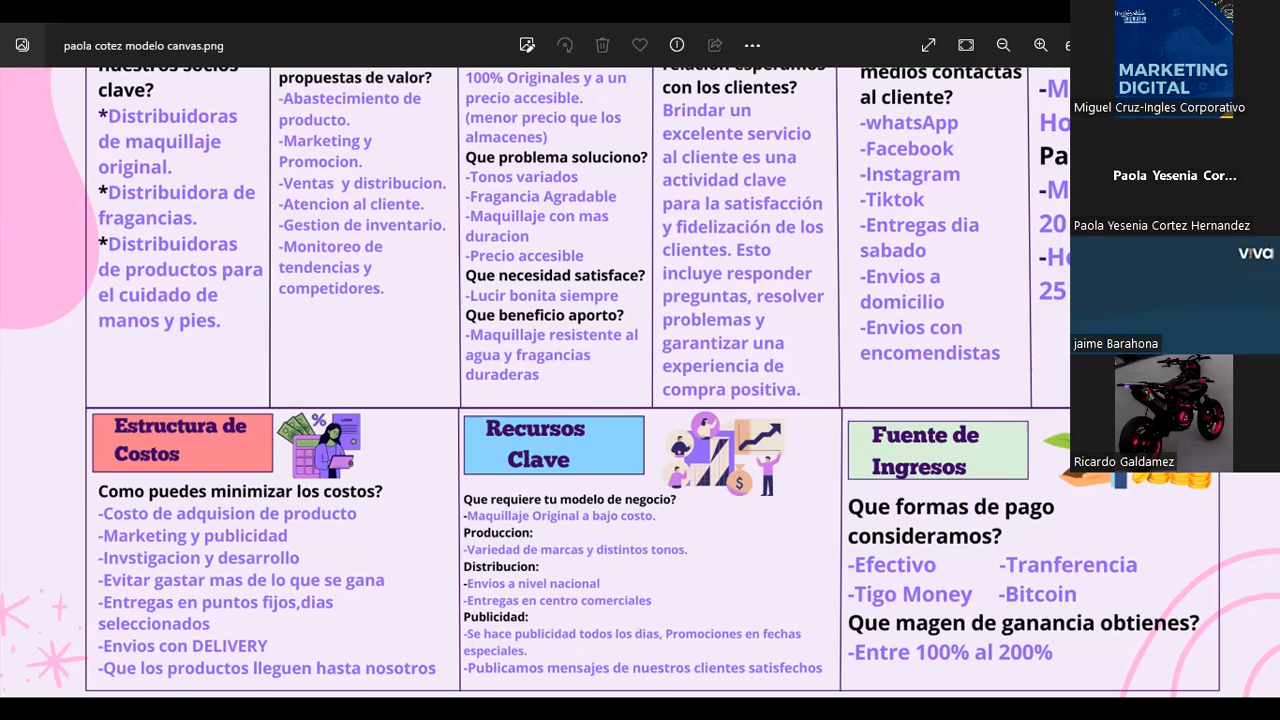 paola cotez modelo canvas.png
nuestros socios
clave?
*Distribuidoras
de maquillaje
original.
*Distribuidora de
fragancias.
*Distribuidoras
de productos para
el cuidado de
manos y pies.
propuestas de valor?
-Abastecimiento de
producto.
-Marketing y
Promocion.
-Ventas y distribucion.
-Atencion al cliente.
-Gestion de inventario.
-Monitoreo de
tendencias y
competidores.
100% Originales y a un
precio accesible.
(menor precio que los
almacenes)
Que problema soluciono?
-Tonos variados
-Fragancia Agradable
-Maquillaje con mas
duracion
-Precio accesible
Que necesidad satisface?
-Lucir bonita siempre
Que beneficio aporto?
-Maquillaje resistente al
agua y fragancias
duraderas
relacion esperamos
con los clientes?
Brindar un
excelente servicio
al cliente es una
actividad clave
para la satisfacción
y fidelización de los
clientes. Esto
incluye responder
preguntas, resolver
problemas y
garantizar una
experiencia de
compra positiva.
medios contactas
al cliente?
-whatsApp
-Facebook
-Instagram
-Tiktok
-Entregas dia
sabado
-Envios a
domicilio
-Envios con
encomendistas
-M
Ho
Pa
-M
20
-Ho
25
Estructura de
Costos
Como puedes minimizar los costos?
-Costo de adquision de producto
-Marketing y publicidad
-Invstigacion y desarrollo
-Evitar gastar mas de lo que se gana
-Entregas en puntos fijos,dias
seleccionados
-Envios con DELIVERY
-Que los productos lleguen hasta nosotros
Recursos
Clave
Que requiere tu modelo de negocio?
-Maquillaje Original a bajo costo.
Produccion:
-Variedad de marcas y distintos tonos.
Distribucion:
-Envios a nivel nacional
-Entregas en centro comerciales
Publicidad:
-Se hace publicidad todos los dias, Promociones en fechas
especiales.
-Publicamos mensajes de nuestros clientes satisfechos
Fuente de
Ingresos
Que formas de pago
consideramos?
-Efectivo -Tranferencia
-Tigo Money -Bitcoin
Que magen de ganancia obtienes?
-Entre 100% al 200%
MARKETING
DIGITAL
Miguel Cruz-Ingles Corporativo
Paola Yesenia Cor...
Paola Yesenia Cortez Hernandez
viva
jaime Barahona
Ricardo Galdamez